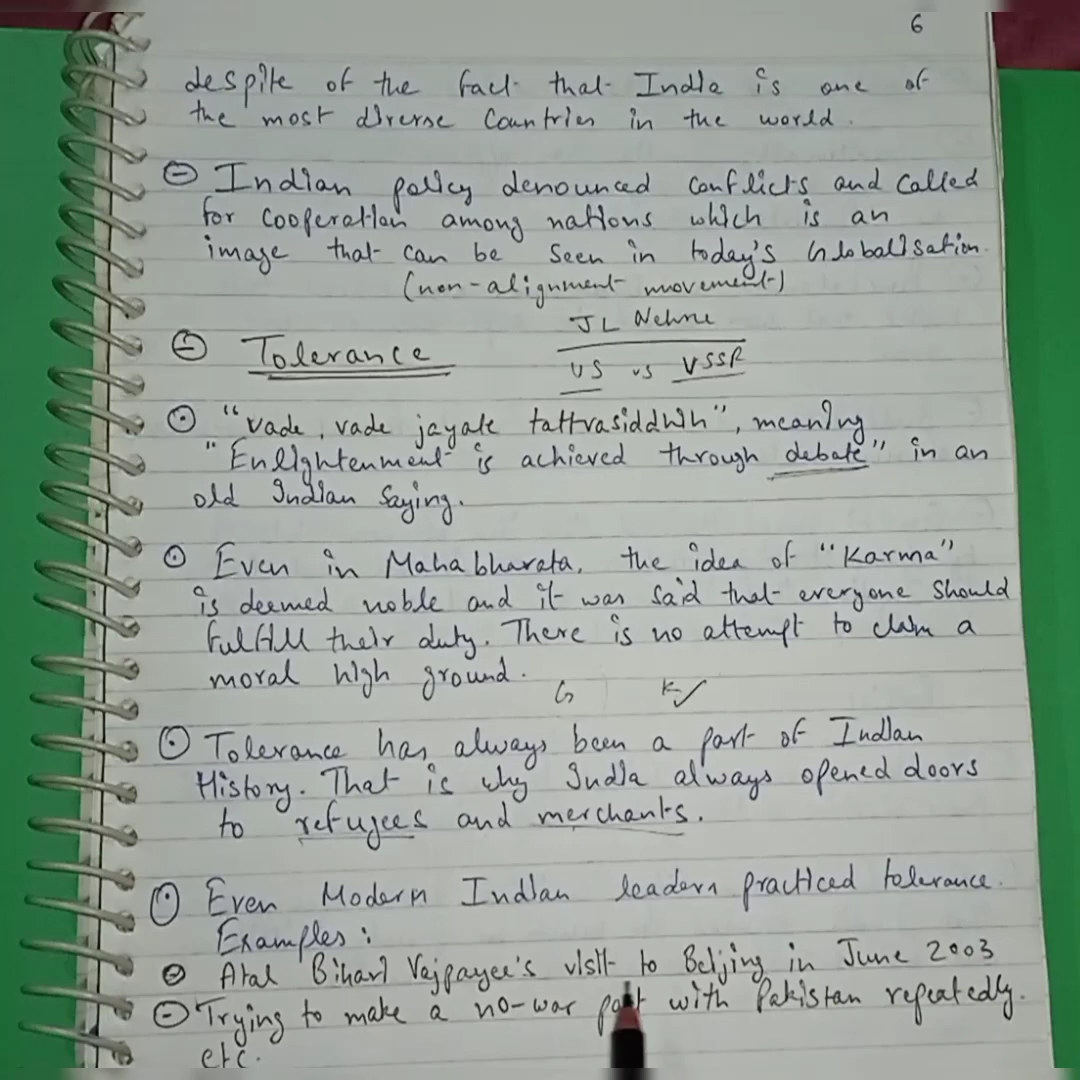 6
despite of the fact that India is one of
the most diverse Countries in the world.
Indian policy denounced conflicts and called
for cooperation among nations which is an
image that can be seen in today's Globalisation.
(non-alignment movement)
JL Nehru
Tolerance
US vs USSR
"vade, vade jayate tattvasiddhih", meaning
"Enlightenment is achieved through debate" in an
old Indian Saying.
Even in Mahabharata, the idea of "Karma"
is deemed noble and it was said that everyone should
fulfill their duty. There is no attempt to claim a
moral high ground.
G K
Tolerance has always been a part of Indian
History. That is why India always opened doors
to refugees and merchants.
Even Modern Indian leaders practiced tolerance.
Examples:
Atal Bihari Vajpayee's visit to Beijing in June 2003
Trying to make a no-war with Pakistan repeatedly.
etc.